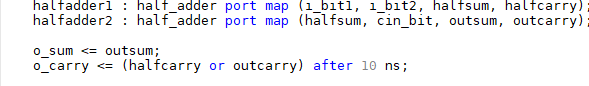 halfadder1 : half_adder port map (i_bit1, i_bit2, halfsum, halfcarry);
halfadder2 : half_adder port map (halfsum, cin_bit, outsum, outcarry);
o_sum <= outsum;
o_carry <= (halfcarry or outcarry) after 10 ns;